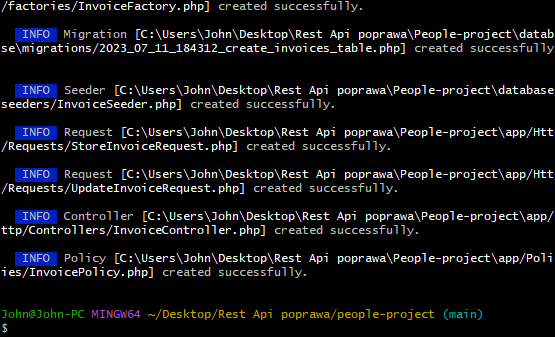 /factories/InvoiceFactory.php] created successfully.
INFO Migration [C:\Users\John\Desktop\Rest Api poprawa\People-project\datab
se\migrations/2023_07_11_184312_create_invoices_table.php] created successfully.
INFO Seeder [C:\Users\John\Desktop\Rest Api poprawa\People-project\database
seeders/InvoiceSeeder.php] created successfully.
INFO Request [C:\Users\John\Desktop\Rest Api poprawa\People-project\app/Htt
/Requests/StoreInvoiceRequest.php] created successfully.
INFO Request [C:\Users\John\Desktop\Rest Api poprawa\People-project\app/Htt
/Requests/UpdateInvoiceRequest.php] created successfully.
INFO Controller [C:\Users\John\Desktop\Rest Api poprawa\People-project\app/
ttp/Controllers/InvoiceController.php] created successfully.
INFO Policy [C:\Users\John\Desktop\Rest Api poprawa\People-project\app/Poli
ies/InvoicePolicy.php] created successfully.
John@John-PC MINGW64 ~/Desktop/Rest Api poprawa/people-project (main)
$